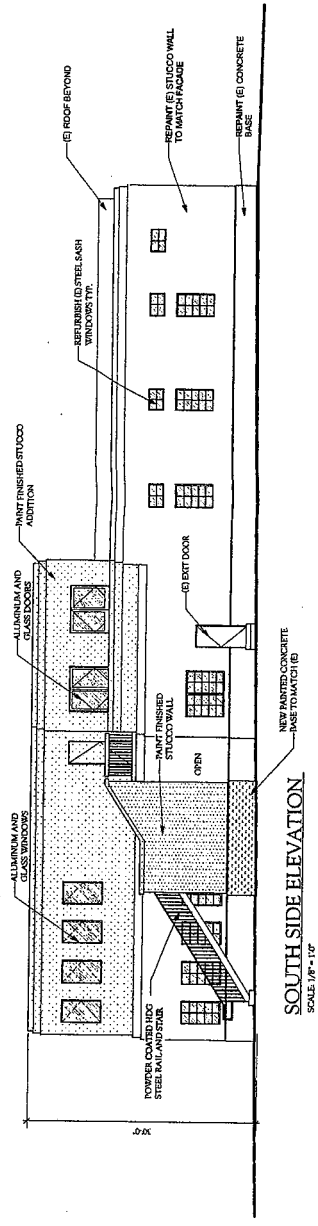 (E) ROOF BEYOND
REPAINT (E) STUCCO WALL
TO MATCH FACADE
REPAINT (E) CONCRETE
BASE
REFURBISH (E) STEEL SASH
WINDOWS TYP.
PAINT FINISHED STUCCO
ADDITION
ALUMINUM AND
GLASS DOORS
(E) EXIT DOOR
NEW PAINTED CONCRETE
BASE TO MATCH (E)
PAINT FINISHED
STUCCO WALL
OPEN
ALUMINUM AND
GLASS WINDOWS
POWDER COATED HDG
STEEL RAIL AND STAIR
30'-0"
SOUTH SIDE ELEVATION
SCALE: 1/8" = 1'0"